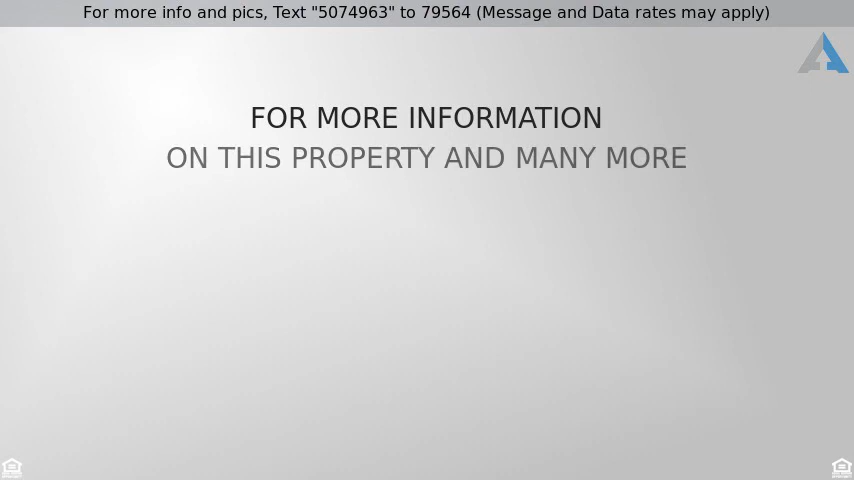 For more info and pics, Text "5074963" to 79564 (Message and Data rates may apply)
FOR MORE INFORMATION
ON THIS PROPERTY AND MANY MORE